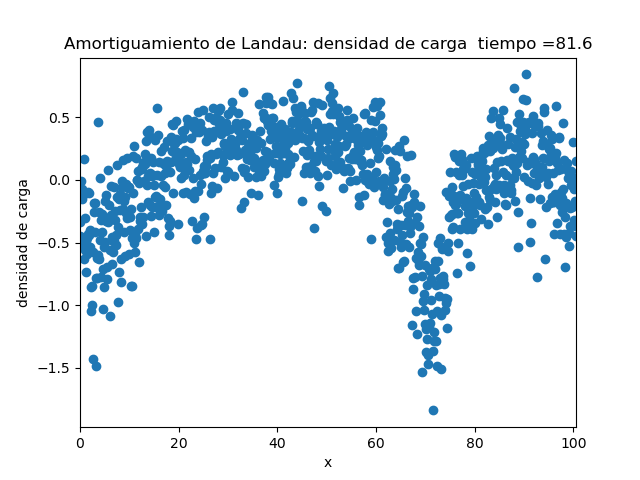 Amortiguamiento de Landau: densidad de carga  tiempo =81.6
densidad de carga
0.5
0.0
−0.5
−1.0
−1.5
0 20 40 60 80 100
x